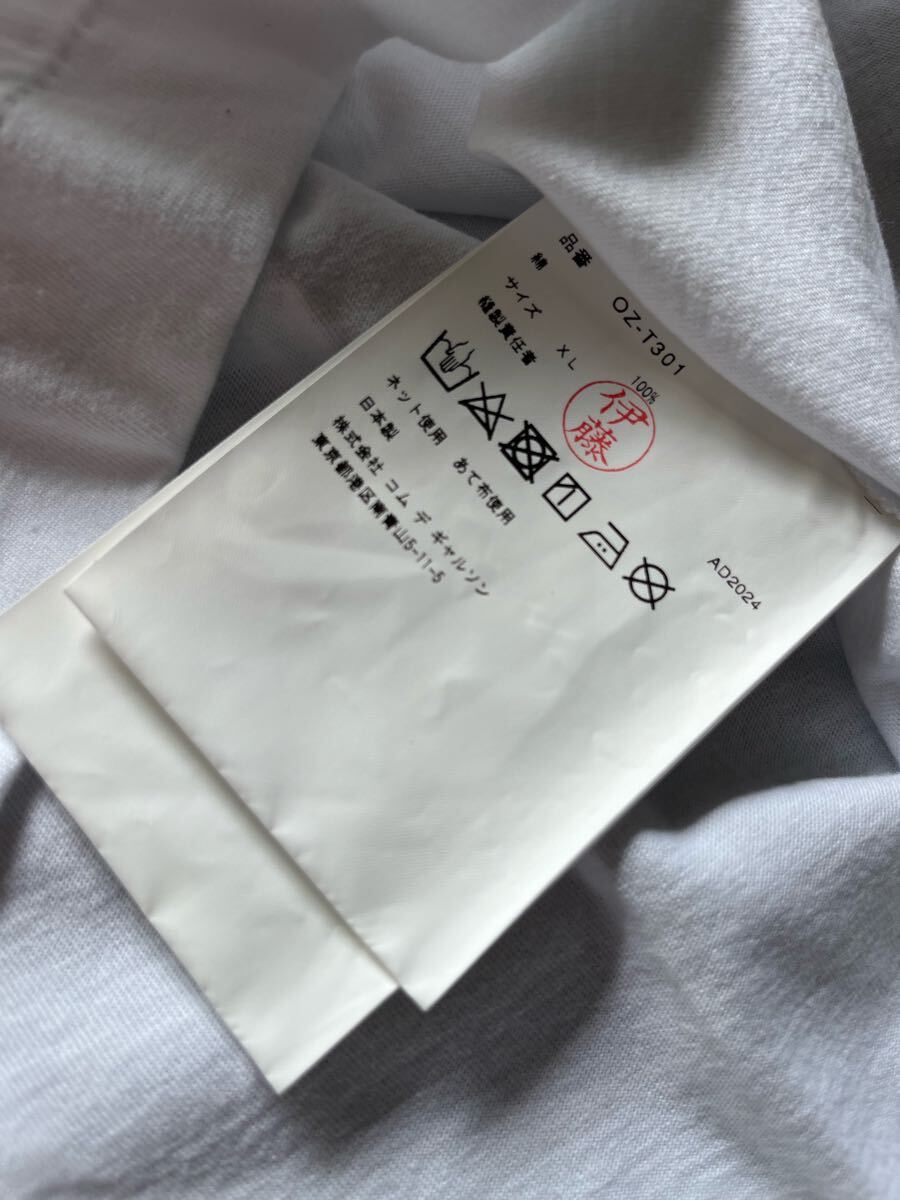 品番 OZ-T301
綿 100%
サイズ XL
縫製責任者 伊藤
ネット使用 あて布使用
日本製
株式会社 コム デ ギャルソン
東京都港区南青山5-11-5
AD2024